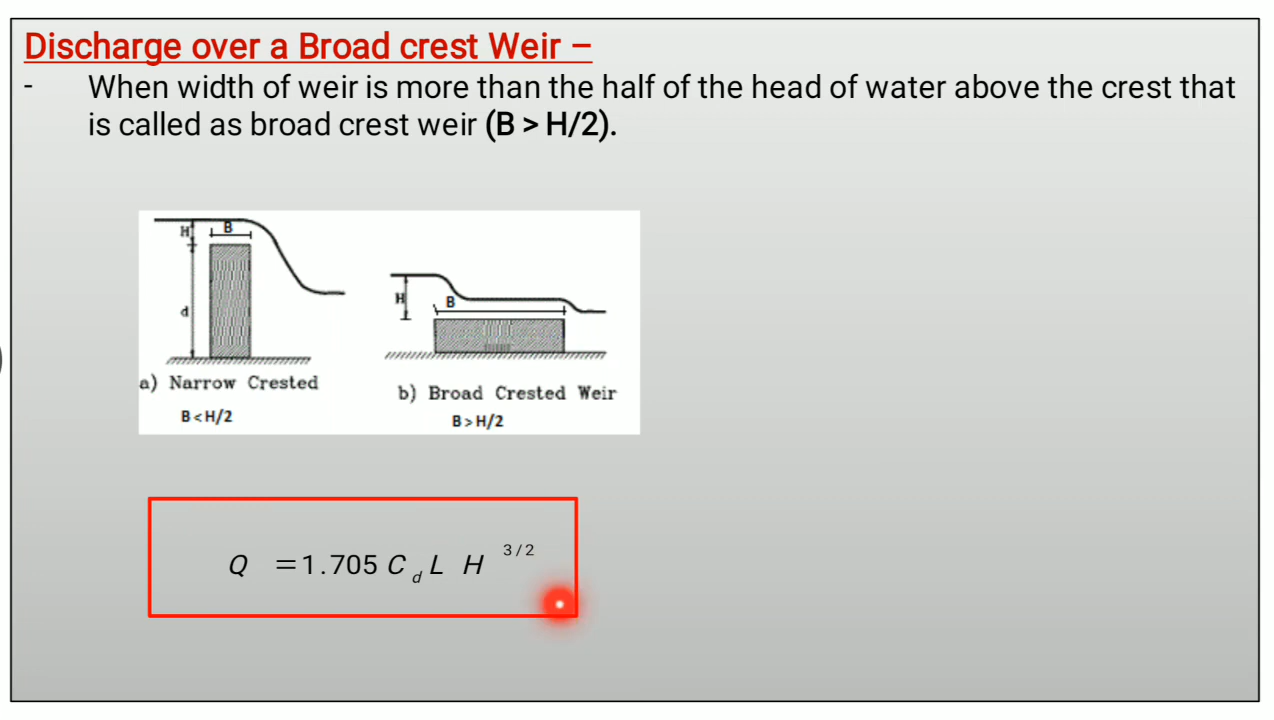 Discharge over a Broad crest Weir –
- When width of weir is more than the half of the head of water above the crest that
is called as broad crest weir (B > H/2).
H
B
d
H
B
a) Narrow Crested
b) Broad Crested Weir
B < H/2
B > H/2
Q = 1.705 C d L H 3/2